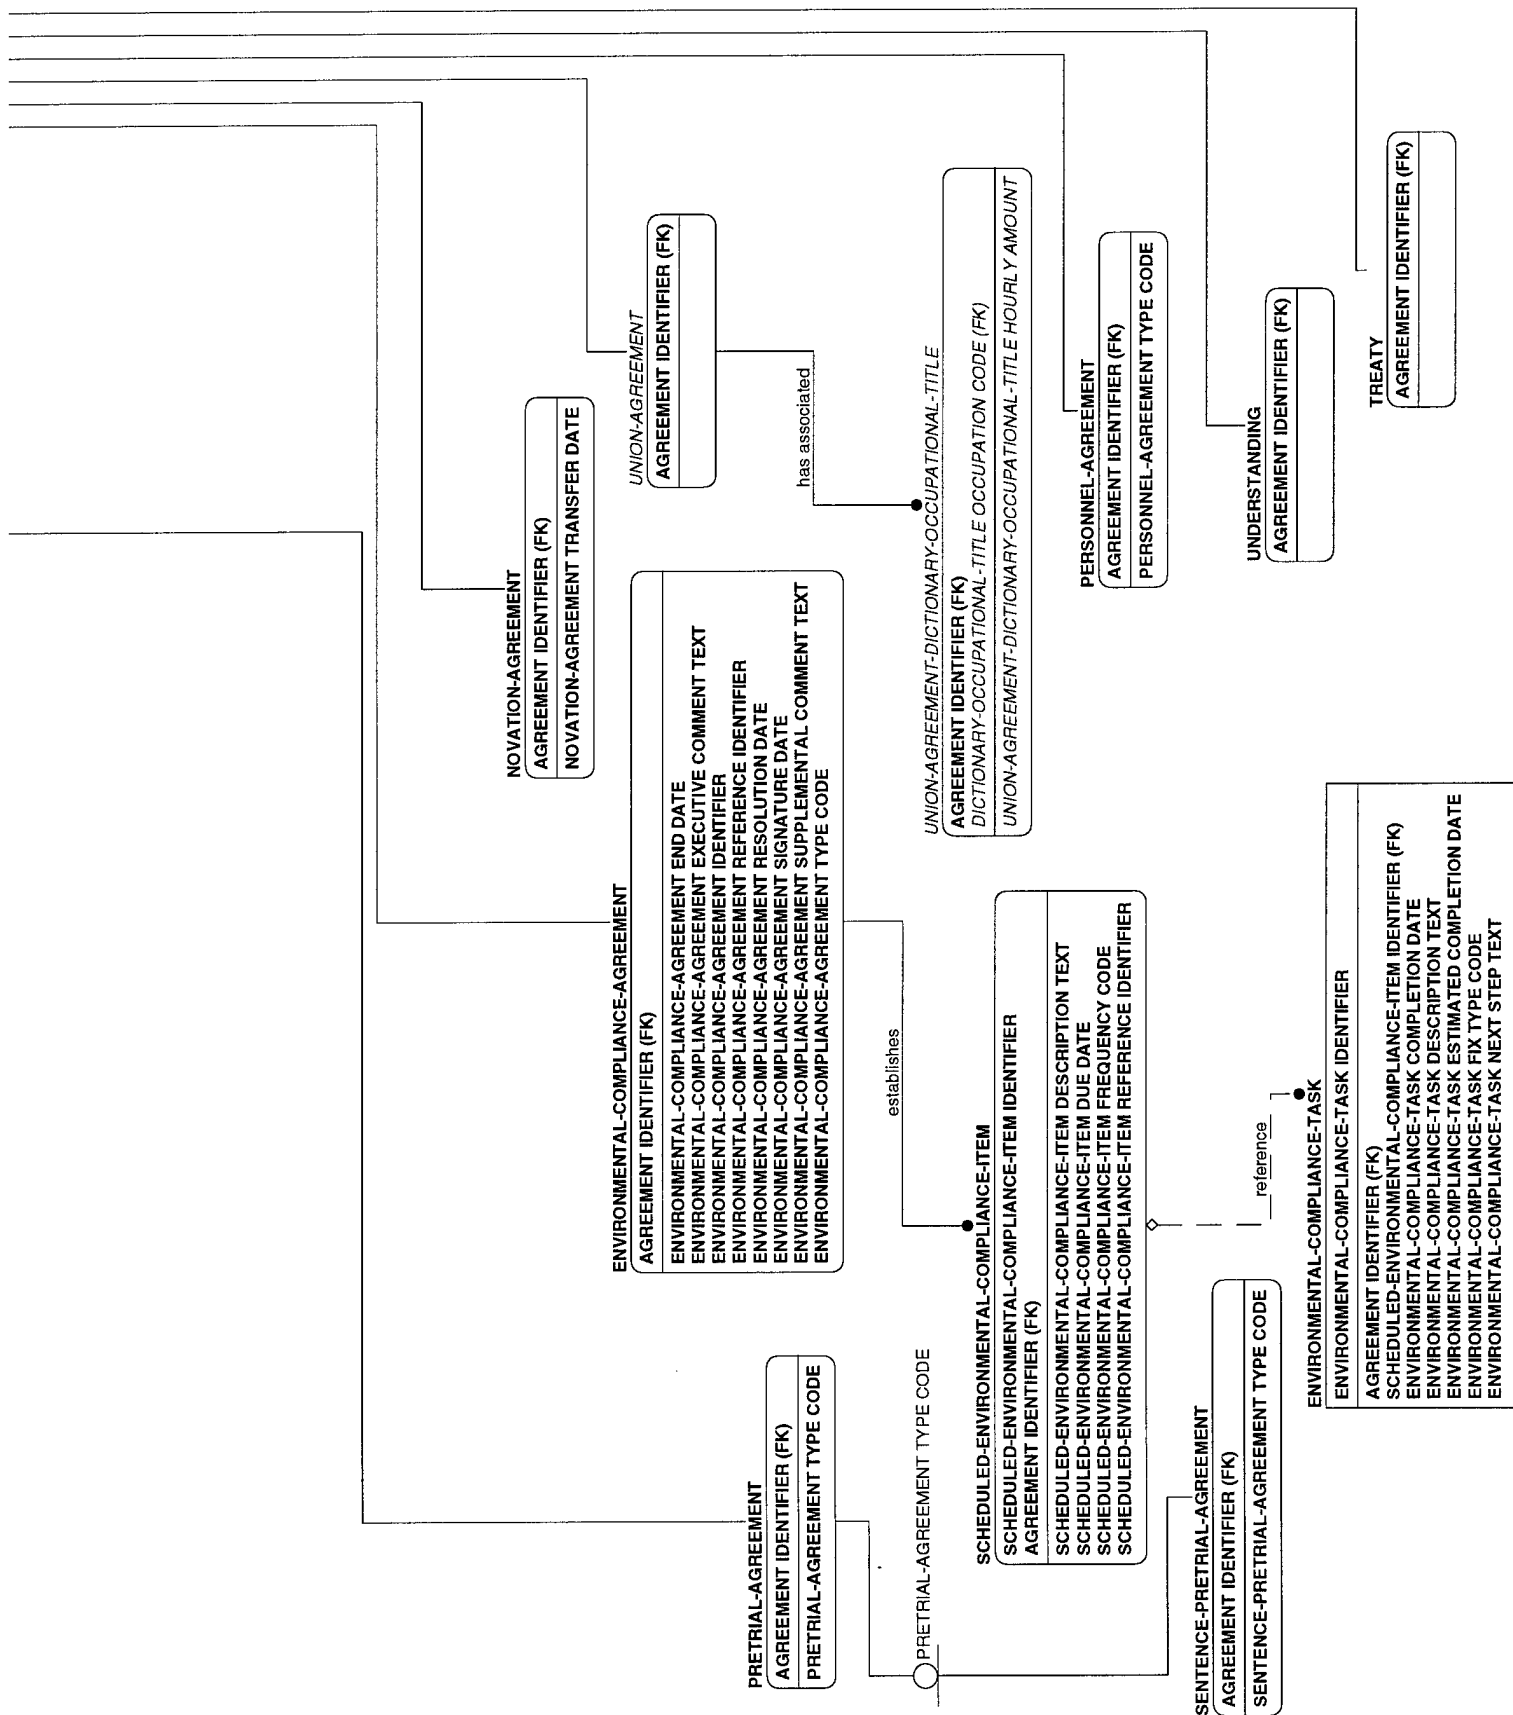 PRETRIAL-AGREEMENT
AGREEMENT IDENTIFIER (FK)
PRETRIAL-AGREEMENT TYPE CODE
PRETRIAL-AGREEMENT TYPE CODE
SENTENCE-PRETRIAL-AGREEMENT
AGREEMENT IDENTIFIER (FK)
SENTENCE-PRETRIAL-AGREEMENT TYPE CODE
ENVIRONMENTAL-COMPLIANCE-AGREEMENT
AGREEMENT IDENTIFIER (FK)
ENVIRONMENTAL-COMPLIANCE-AGREEMENT END DATE
ENVIRONMENTAL-COMPLIANCE-AGREEMENT EXECUTIVE COMMENT TEXT
ENVIRONMENTAL-COMPLIANCE-AGREEMENT IDENTIFIER
ENVIRONMENTAL-COMPLIANCE-AGREEMENT REFERENCE IDENTIFIER
ENVIRONMENTAL-COMPLIANCE-AGREEMENT RESOLUTION DATE
ENVIRONMENTAL-COMPLIANCE-AGREEMENT SIGNATURE DATE
ENVIRONMENTAL-COMPLIANCE-AGREEMENT SUPPLEMENTAL COMMENT TEXT
ENVIRONMENTAL-COMPLIANCE-AGREEMENT TYPE CODE
establishes
SCHEDULED-ENVIRONMENTAL-COMPLIANCE-ITEM
SCHEDULED-ENVIRONMENTAL-COMPLIANCE-ITEM IDENTIFIER
AGREEMENT IDENTIFIER (FK)
SCHEDULED-ENVIRONMENTAL-COMPLIANCE-ITEM DESCRIPTION TEXT
SCHEDULED-ENVIRONMENTAL-COMPLIANCE-ITEM DUE DATE
SCHEDULED-ENVIRONMENTAL-COMPLIANCE-ITEM FREQUENCY CODE
SCHEDULED-ENVIRONMENTAL-COMPLIANCE-ITEM REFERENCE IDENTIFIER
reference
ENVIRONMENTAL-COMPLIANCE-TASK
ENVIRONMENTAL-COMPLIANCE-TASK IDENTIFIER
AGREEMENT IDENTIFIER (FK)
SCHEDULED-ENVIRONMENTAL-COMPLIANCE-ITEM IDENTIFIER (FK)
ENVIRONMENTAL-COMPLIANCE-TASK COMPLETION DATE
ENVIRONMENTAL-COMPLIANCE-TASK DESCRIPTION TEXT
ENVIRONMENTAL-COMPLIANCE-TASK ESTIMATED COMPLETION DATE
ENVIRONMENTAL-COMPLIANCE-TASK FIX TYPE CODE
ENVIRONMENTAL-COMPLIANCE-TASK NEXT STEP TEXT
NOVATION-AGREEMENT
AGREEMENT IDENTIFIER (FK)
NOVATION-AGREEMENT TRANSFER DATE
UNION-AGREEMENT
AGREEMENT IDENTIFIER (FK)
has associated
UNION-AGREEMENT-DICTIONARY-OCCUPATIONAL-TITLE
AGREEMENT IDENTIFIER (FK)
DICTIONARY-OCCUPATIONAL-TITLE OCCUPATION CODE (FK)
UNION-AGREEMENT-DICTIONARY-OCCUPATIONAL-TITLE HOURLY AMOUNT
PERSONNEL-AGREEMENT
AGREEMENT IDENTIFIER (FK)
PERSONNEL-AGREEMENT TYPE CODE
UNDERSTANDING
AGREEMENT IDENTIFIER (FK)
TREATY
AGREEMENT IDENTIFIER (FK)